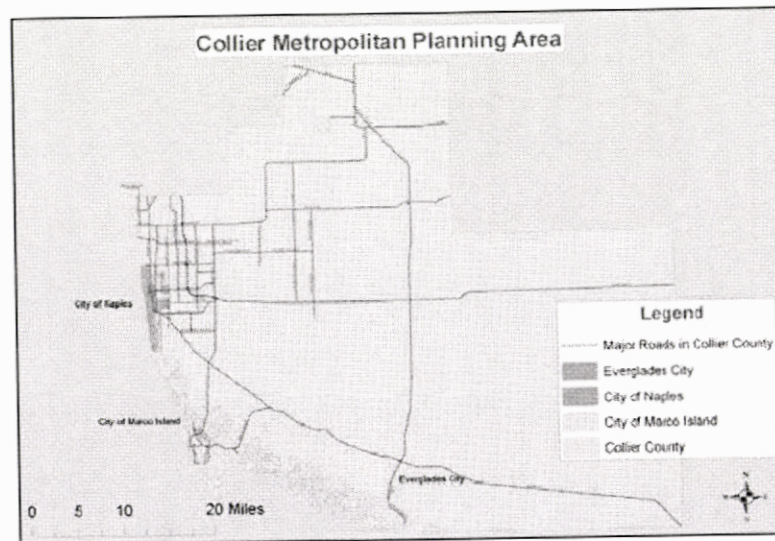 Collier Metropolitan Planning Area
City of Naples
City of Marco Island
Everglades City
Legend
Major Roads in Collier County
Everglades City
City of Naples
City of Marco Island
Collier County
0 5 10 20 Miles
N